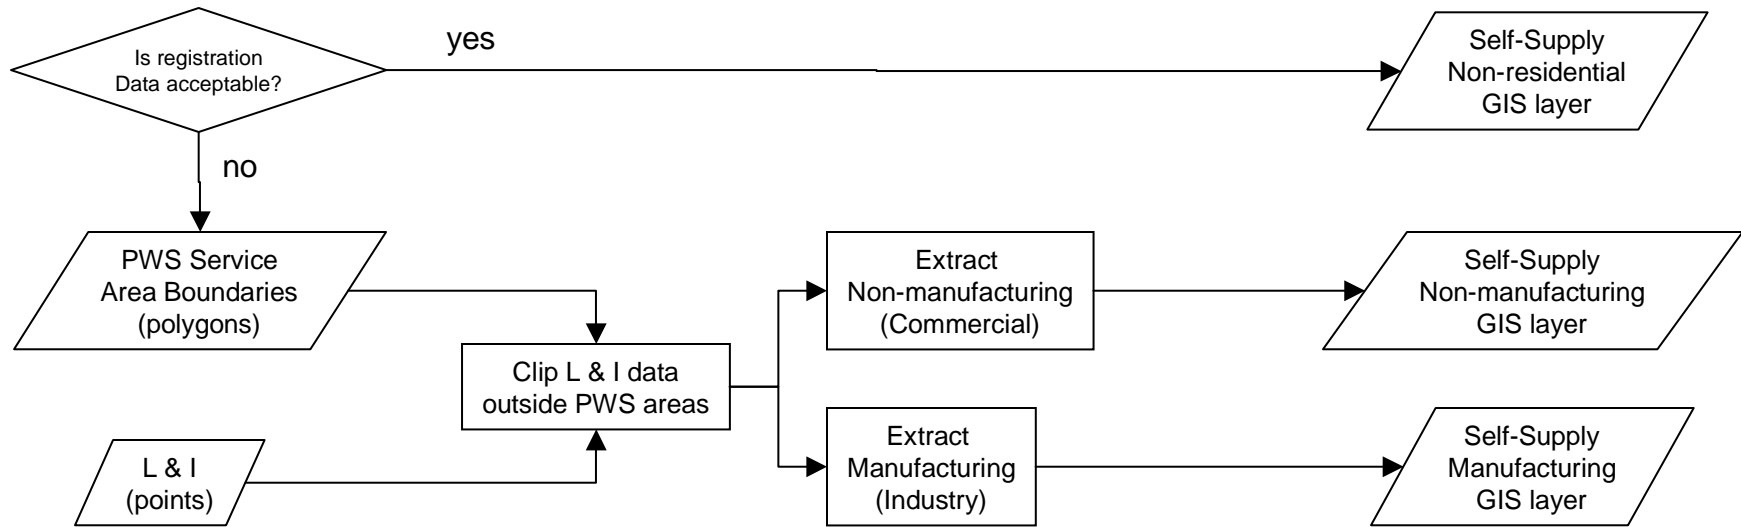 Is registration
Data acceptable?
yes
Self-Supply
Non-residential
GIS layer
no
PWS Service
Area Boundaries
(polygons)
Extract
Non-manufacturing
(Commercial)
Self-Supply
Non-manufacturing
GIS layer
Clip L & I data
outside PWS areas
L & I
(points)
Extract
Manufacturing
(Industry)
Self-Supply
Manufacturing
GIS layer